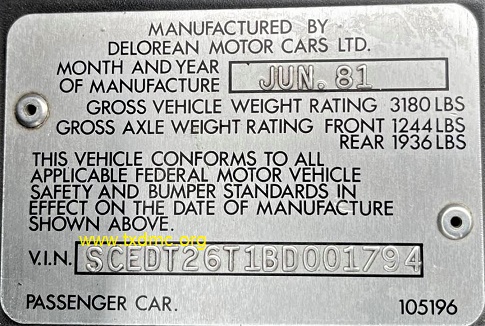 MANUFACTURED BY
DELOREAN MOTOR CARS LTD.
MONTH AND YEAR
OF MANUFACTURE JUN. 81
GROSS VEHICLE WEIGHT RATING 3180 LBS
GROSS AXLE WEIGHT RATING FRONT 1244 LBS
REAR 1936 LBS
THIS VEHICLE CONFORMS TO ALL
APPLICABLE FEDERAL MOTOR VEHICLE
SAFETY AND BUMPER STANDARDS IN
EFFECT ON THE DATE OF MANUFACTURE
SHOWN ABOVE.
www.txdmc.org
V.I.N. SCEDT26T1BD001794
PASSENGER CAR. 105196